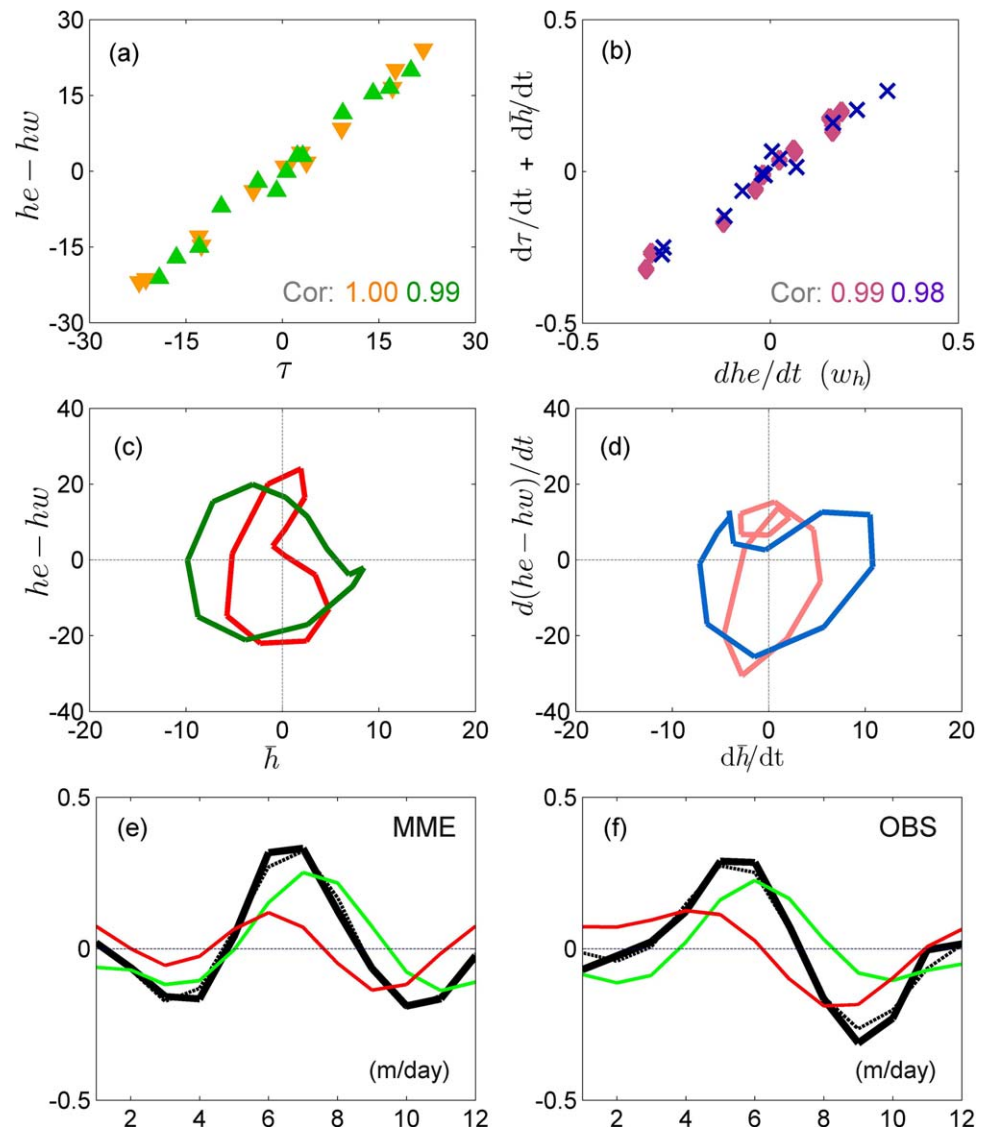 (a)
he − hw
30
15
0
-15
-30
-30 -15 0 15 30
τ
Cor: 1.00 0.99
(b)
dτ/dt + dh̄/dt
0.5
0
-0.5
-0.5 0 0.5
dhe/dt (wₕ)
Cor: 0.99 0.98
(c)
he − hw
40
20
0
-20
-40
-20 -10 0 10 20
h̄
(d)
d(he − hw)/dt
40
20
0
-20
-40
-20 -10 0 10 20
dh̄/dt
(e) MME
0.5
0
-0.5
(m/day)
2 4 6 8 10 12
(f) OBS
0.5
0
-0.5
(m/day)
2 4 6 8 10 12